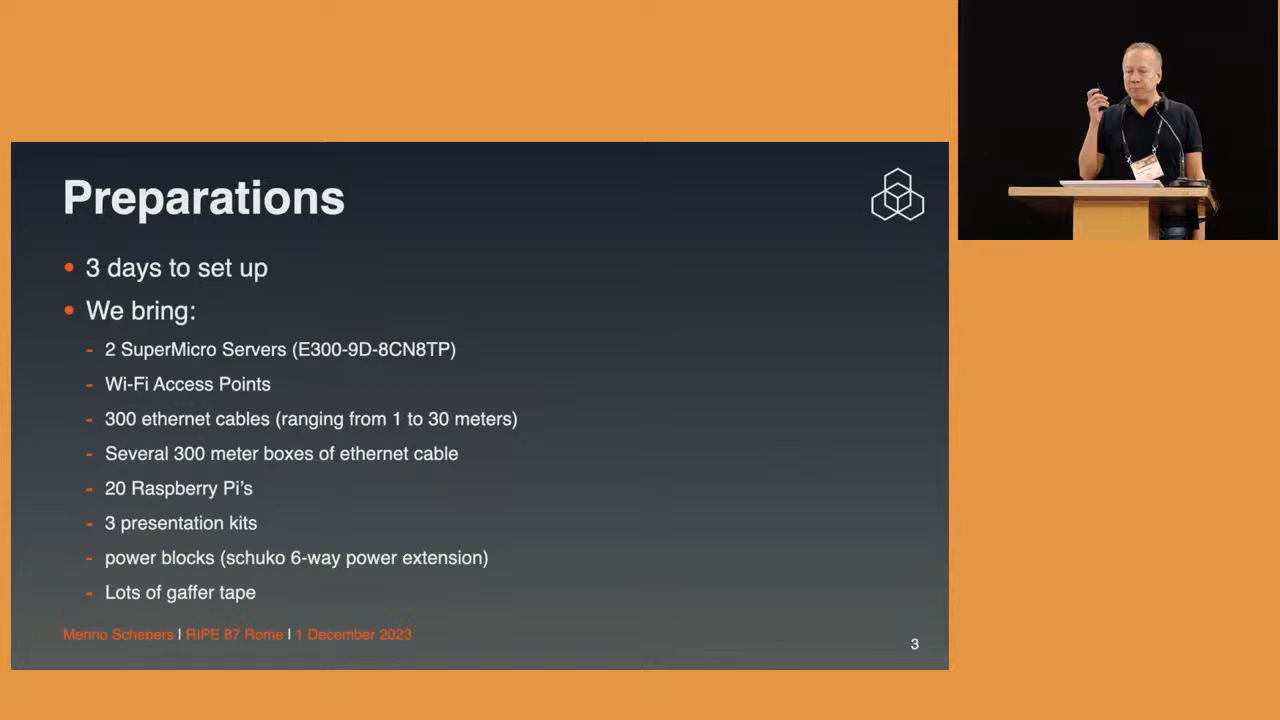 Preparations
• 3 days to set up
• We bring:
- 2 SuperMicro Servers (E300-9D-8CN8TP)
- Wi-Fi Access Points
- 300 ethernet cables (ranging from 1 to 30 meters)
- Several 300 meter boxes of ethernet cable
- 20 Raspberry Pi's
- 3 presentation kits
- power blocks (schuko 6-way power extension)
- Lots of gaffer tape
Menno Schepers | RIPE 87 Rome | 1 December 2023
3